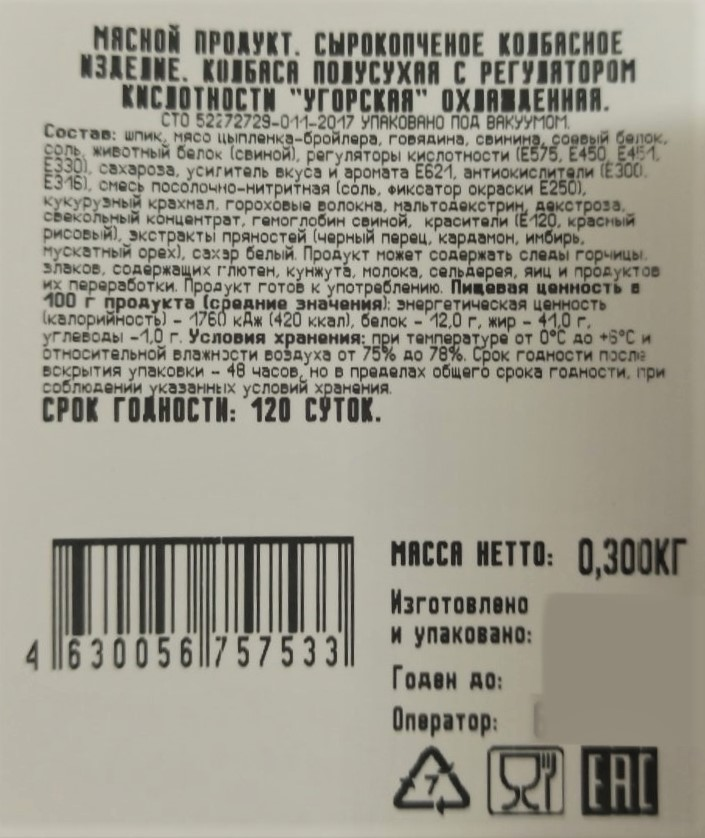 МЯСНОЙ ПРОДУКТ. СЫРОКОПЧЕНОЕ КОЛБАСНОЕ
ИЗДЕЛИЕ. КОЛБАСА ПОЛУСУХАЯ С РЕГУЛЯТОРОМ
КИСЛОТНОСТИ "УГОРСКАЯ" ОХЛАЖДЕННАЯ.
СТО 52272729-011-2017 УПАКОВАНО ПОД ВАКУУМОМ.
Состав: шпик, мясо цыпленка-бройлера, говядина, свинина, соевый белок,
соль, животный белок (свиной), регуляторы кислотности (Е575, Е450, Е451,
Е330), сахароза, усилитель вкуса и аромата Е621, антиокислители (Е300,
Е316), смесь посолочно-нитритная (соль, фиксатор окраски Е250),
кукурузный крахмал, гороховые волокна, мальтодекстрин, декстроза,
свекольный концентрат, гемоглобин свиной, красители (Е120, красный
рисовый), экстракты пряностей (черный перец, кардамон, имбирь,
мускатный орех), сахар белый. Продукт может содержать следы горчицы,
злаков, содержащих глютен, кунжута, молока, сельдерея, яиц и продуктов
их переработки. Продукт готов к употреблению. Пищевая ценность в
100 г продукта (средние значения): энергетическая ценность
(калорийность) – 1760 кДж (420 ккал), белок – 12,0 г, жир – 41,0 г,
углеводы –1,0 г. Условия хранения: при температуре от 0°С до +6°С и
относительной влажности воздуха от 75% до 78%. Срок годности после
вскрытия упаковки – 48 часов, но в пределах общего срока годности, при
соблюдении указанных условий хранения.
СРОК ГОДНОСТИ: 120 СУТОК.
МАССА НЕТТО: 0,300КГ
Изготовлено
и упаковано:
Годен до:
Оператор:
4 630056 757533
7
ЕАС